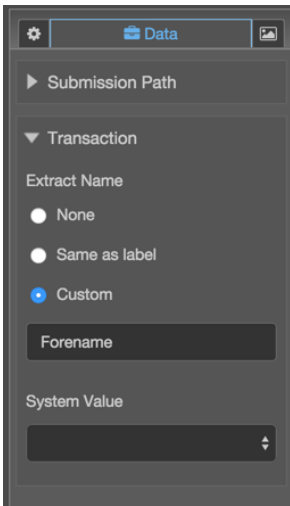 Data
Submission Path
Transaction
Extract Name
None
Same as label
Custom
Forename
System Value